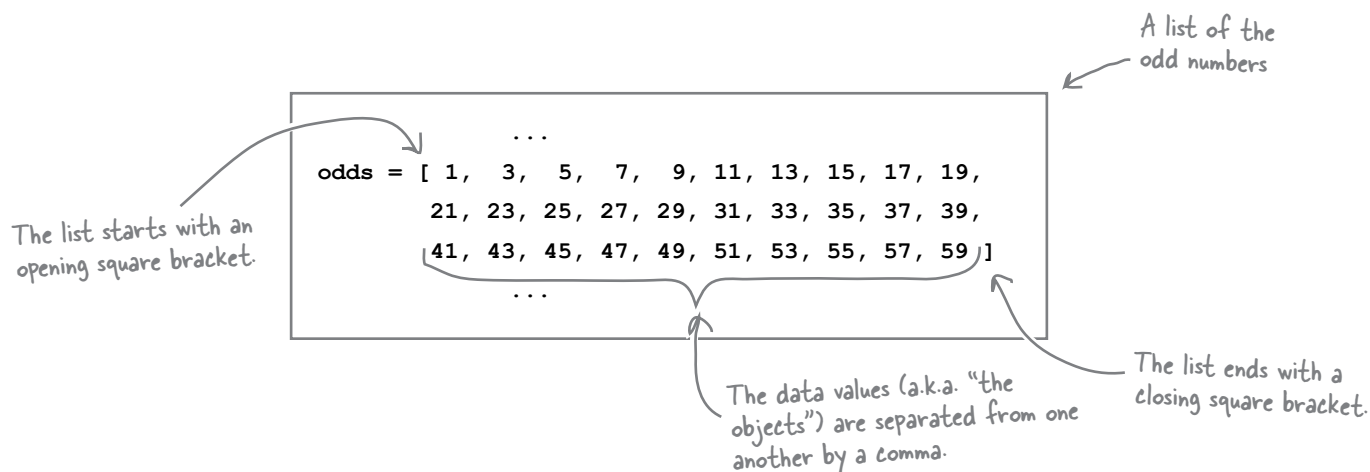 A list of the
odd numbers
...
odds = [ 1, 3, 5, 7, 9, 11, 13, 15, 17, 19,
21, 23, 25, 27, 29, 31, 33, 35, 37, 39,
41, 43, 45, 47, 49, 51, 53, 55, 57, 59 ]
...
The list starts with an
opening square bracket.
The data values (a.k.a. “the
objects”) are separated from one
another by a comma.
The list ends with a
closing square bracket.